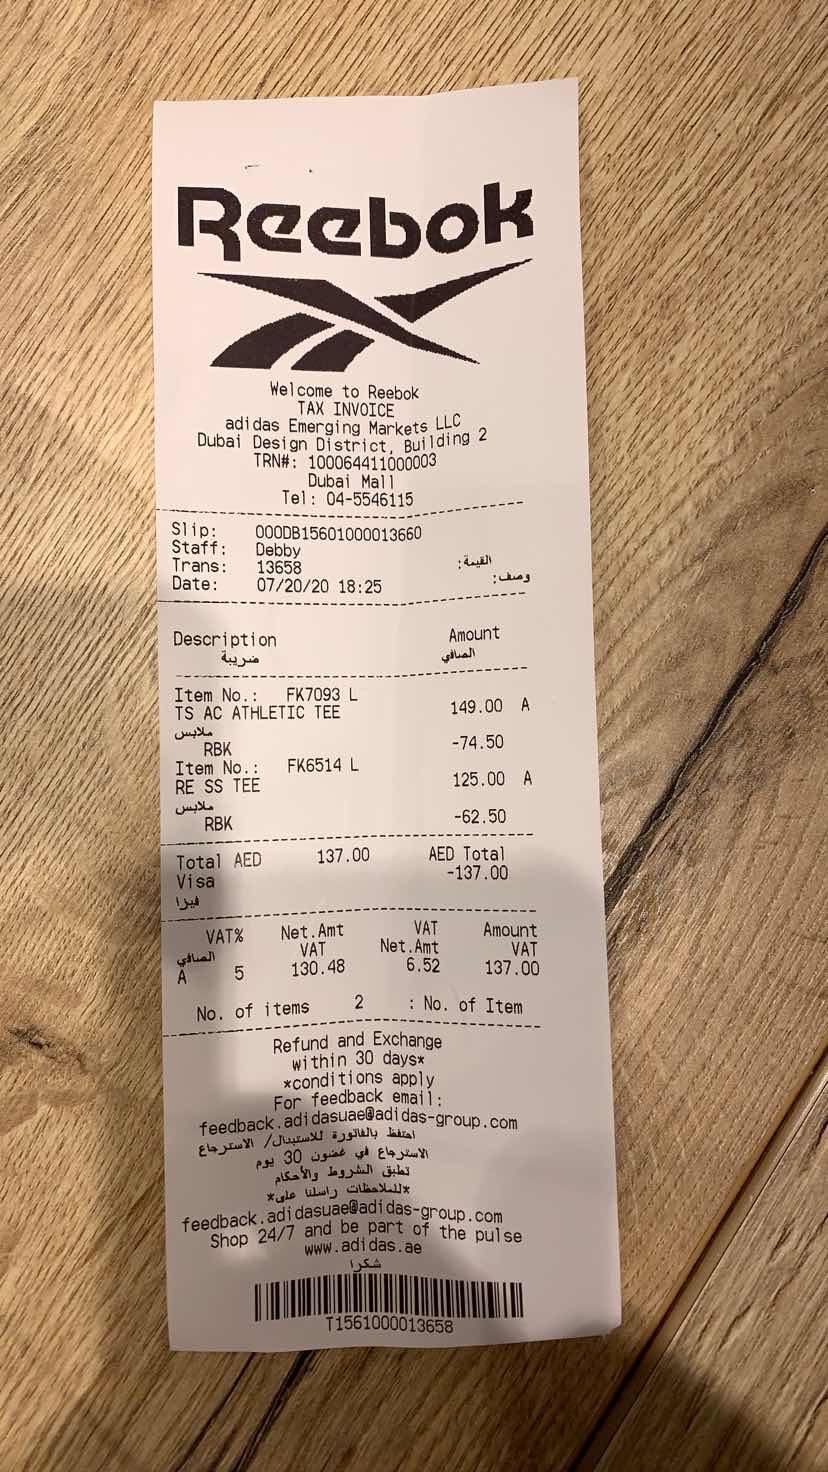 Reebok
Welcome to Reebok
TAX INVOICE
adidas Emerging Markets LLC
Dubai Design District, Building 2
TRN#: 100064411000003
Dubai Mall
Tel: 04-5546115
Slip: 000DB15601000013660
Staff: Debby
Trans: 13658 القيمة:
Date: 07/20/20 18:25 وصف:
Description Amount
ضريبة الصافي
Item No.: FK7093 L
TS AC ATHLETIC TEE 149.00 A
ملابس
RBK -74.50
Item No.: FK6514 L
RE SS TEE 125.00 A
ملابس
RBK -62.50
Total AED 137.00 AED Total
Visa -137.00
فيزا
VAT% Net.Amt VAT Amount
الصافي VAT Net.Amt VAT
A 5 130.48 6.52 137.00
No. of items 2 : No. of Item
Refund and Exchange
within 30 days*
*conditions apply
For feedback email:
feedback.adidasuae@adidas-group.com
احتفظ بالفاتورة للاستبدال/ الاسترجاع
الاسترجاع في غضون 30 يوم
تطبق الشروط والأحكام
*للملاحظات راسلنا على*
feedback.adidasuae@adidas-group.com
Shop 24/7 and be part of the pulse
www.adidas.ae
شكرا
T1561000013658